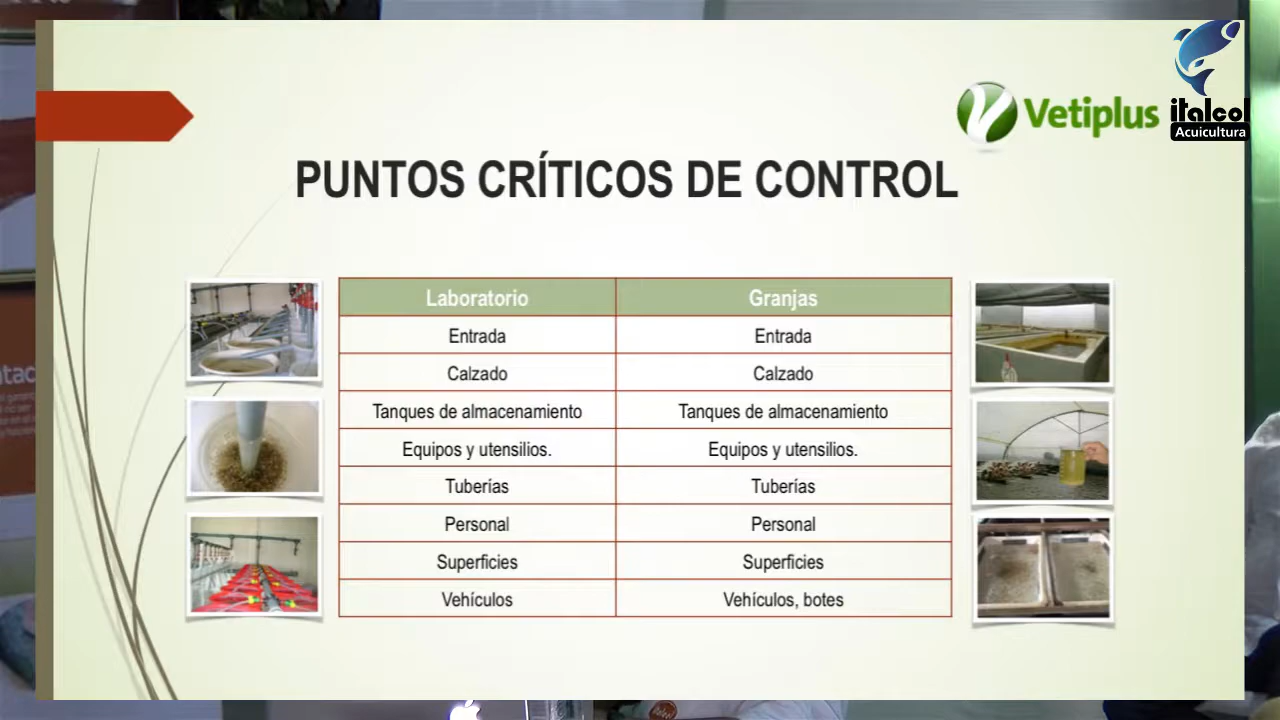 Vetiplus
italcol
Acuicultura
PUNTOS CRÍTICOS DE CONTROL
Laboratorio Granjas
Entrada Entrada
Calzado Calzado
Tanques de almacenamiento Tanques de almacenamiento
Equipos y utensilios. Equipos y utensilios.
Tuberías Tuberías
Personal Personal
Superficies Superficies
Vehículos Vehículos, botes